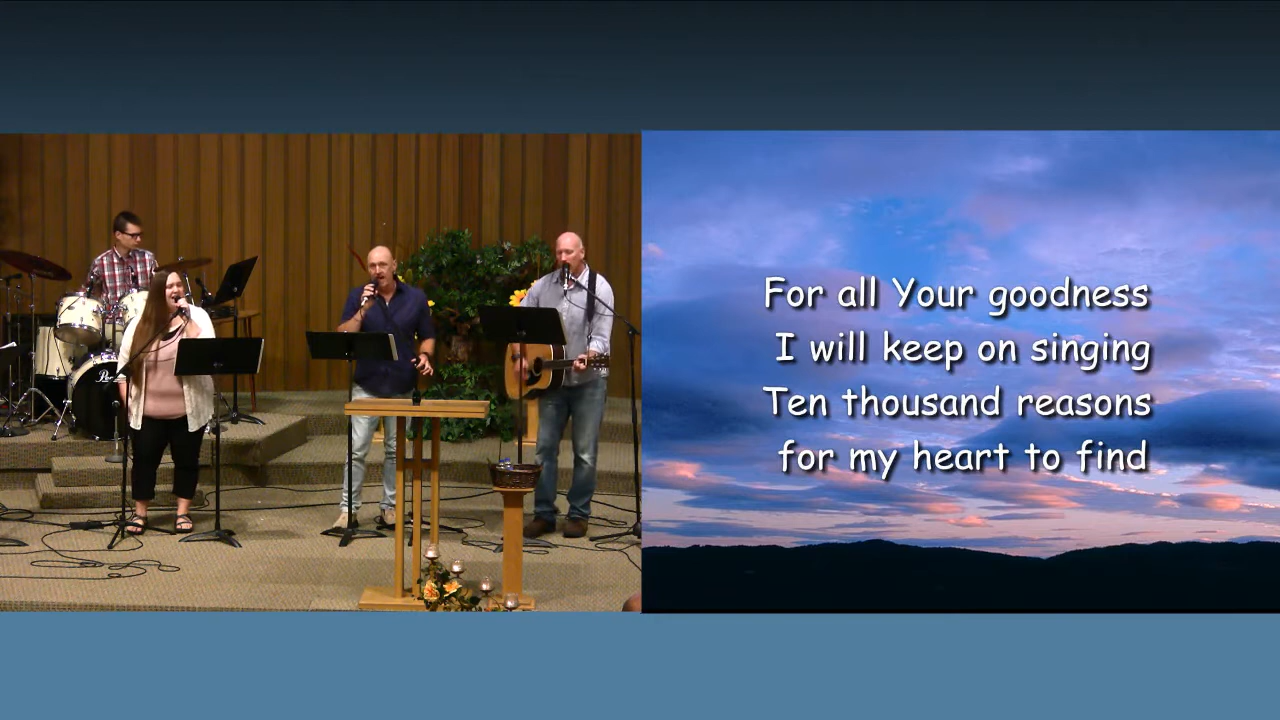 For all Your goodness
I will keep on singing
Ten thousand reasons
for my heart to find